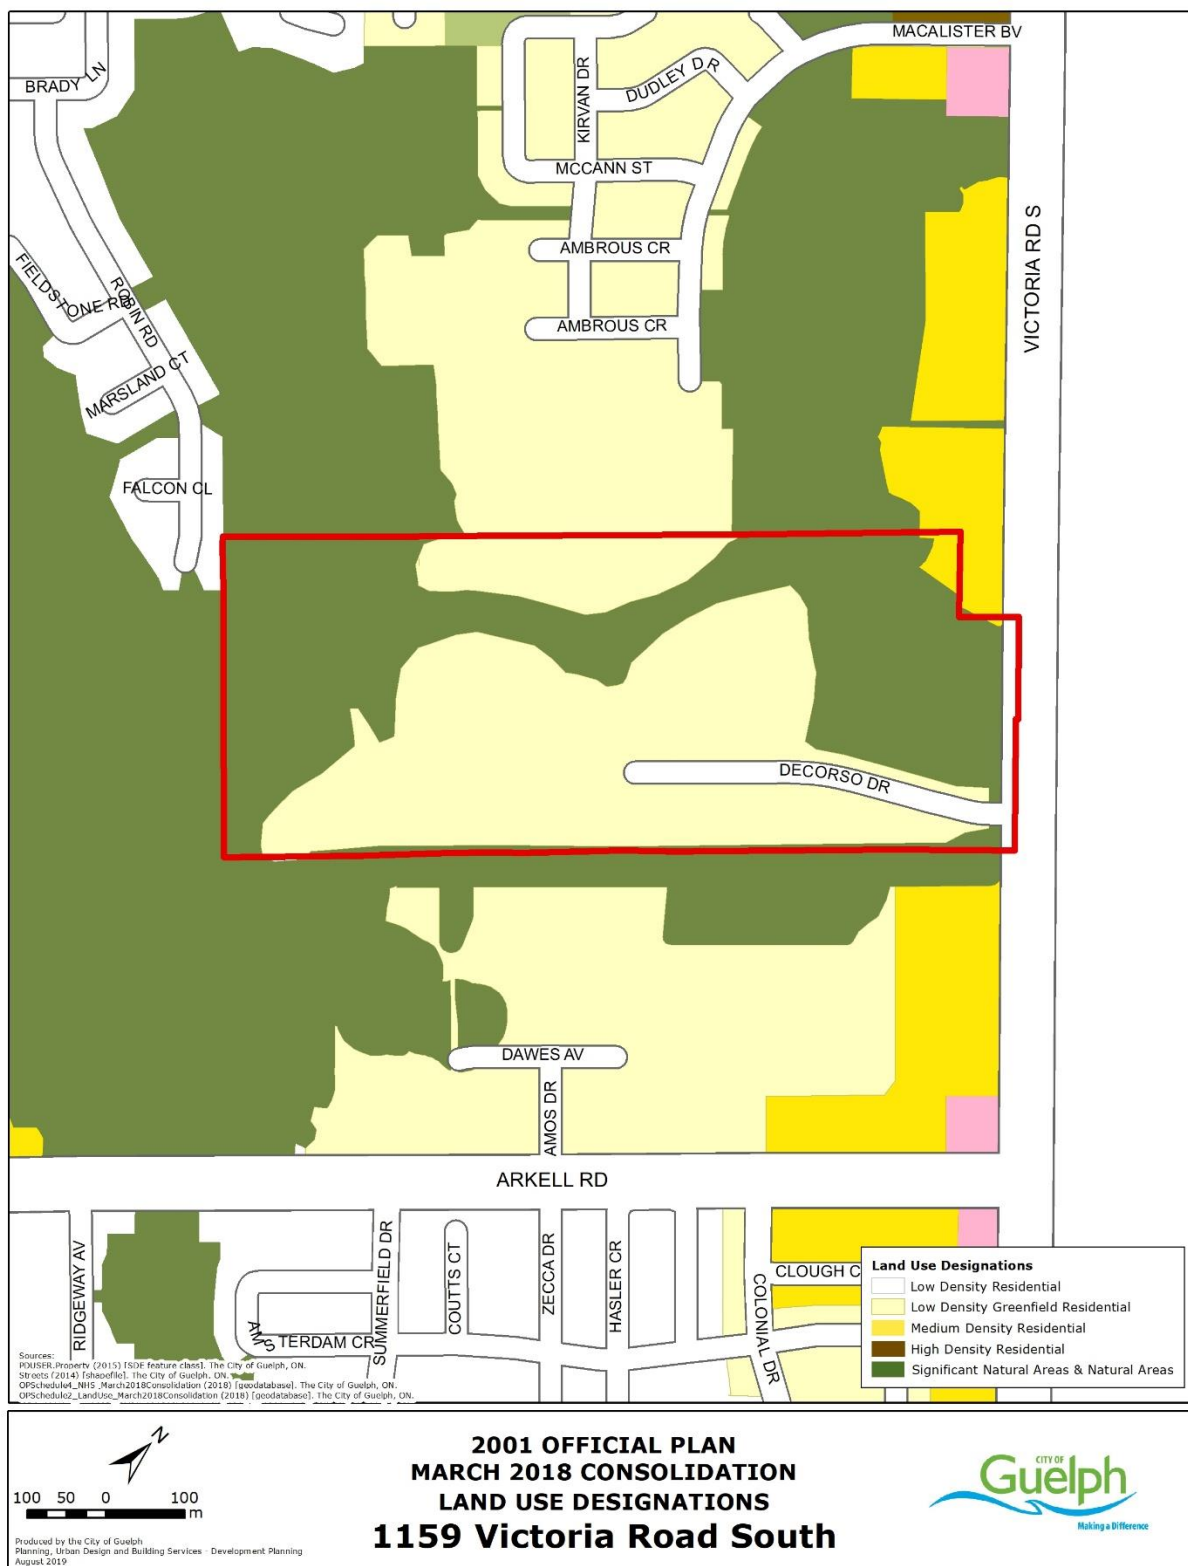 MACALISTER BV
BRADY LN
KIRVAN DR
DUDLEY DR
MCCANN ST
VICTORIA RD S
AMBROUS CR
FIELDSTONE RD
ROBIN RD
AMBROUS CR
MARSLAND CT
FALCON CL
DECORSO DR
DAWES AV
AMOS DR
ARKELL RD
RIDGEWAY AV
SUMMERFIELD DR
COUTTS CT
ZECCA DR
HASLER CR
COLONIAL DR
CLOUGH C
AMSTERDAM CR
Land Use Designations
Low Density Residential
Low Density Greenfield Residential
Medium Density Residential
High Density Residential
Significant Natural Areas & Natural Areas
Sources:
PDUSER.Property (2015) [SDE feature class]. The City of Guelph, ON.
Streets (2014) [shapefile]. The City of Guelph, ON.
OPSchedule4_NHS_March2018Consolidation (2018) [geodatabase]. The City of Guelph, ON.
OPSchedule2_LandUse_March2018Consolidation (2018) [geodatabase]. The City of Guelph, ON.
N
100 50 0 100
m
Produced by the City of Guelph
Planning, Urban Design and Building Services - Development Planning
August 2019
2001 OFFICIAL PLAN
MARCH 2018 CONSOLIDATION
LAND USE DESIGNATIONS
1159 Victoria Road South
CITY OF
Guelph
Making a Difference